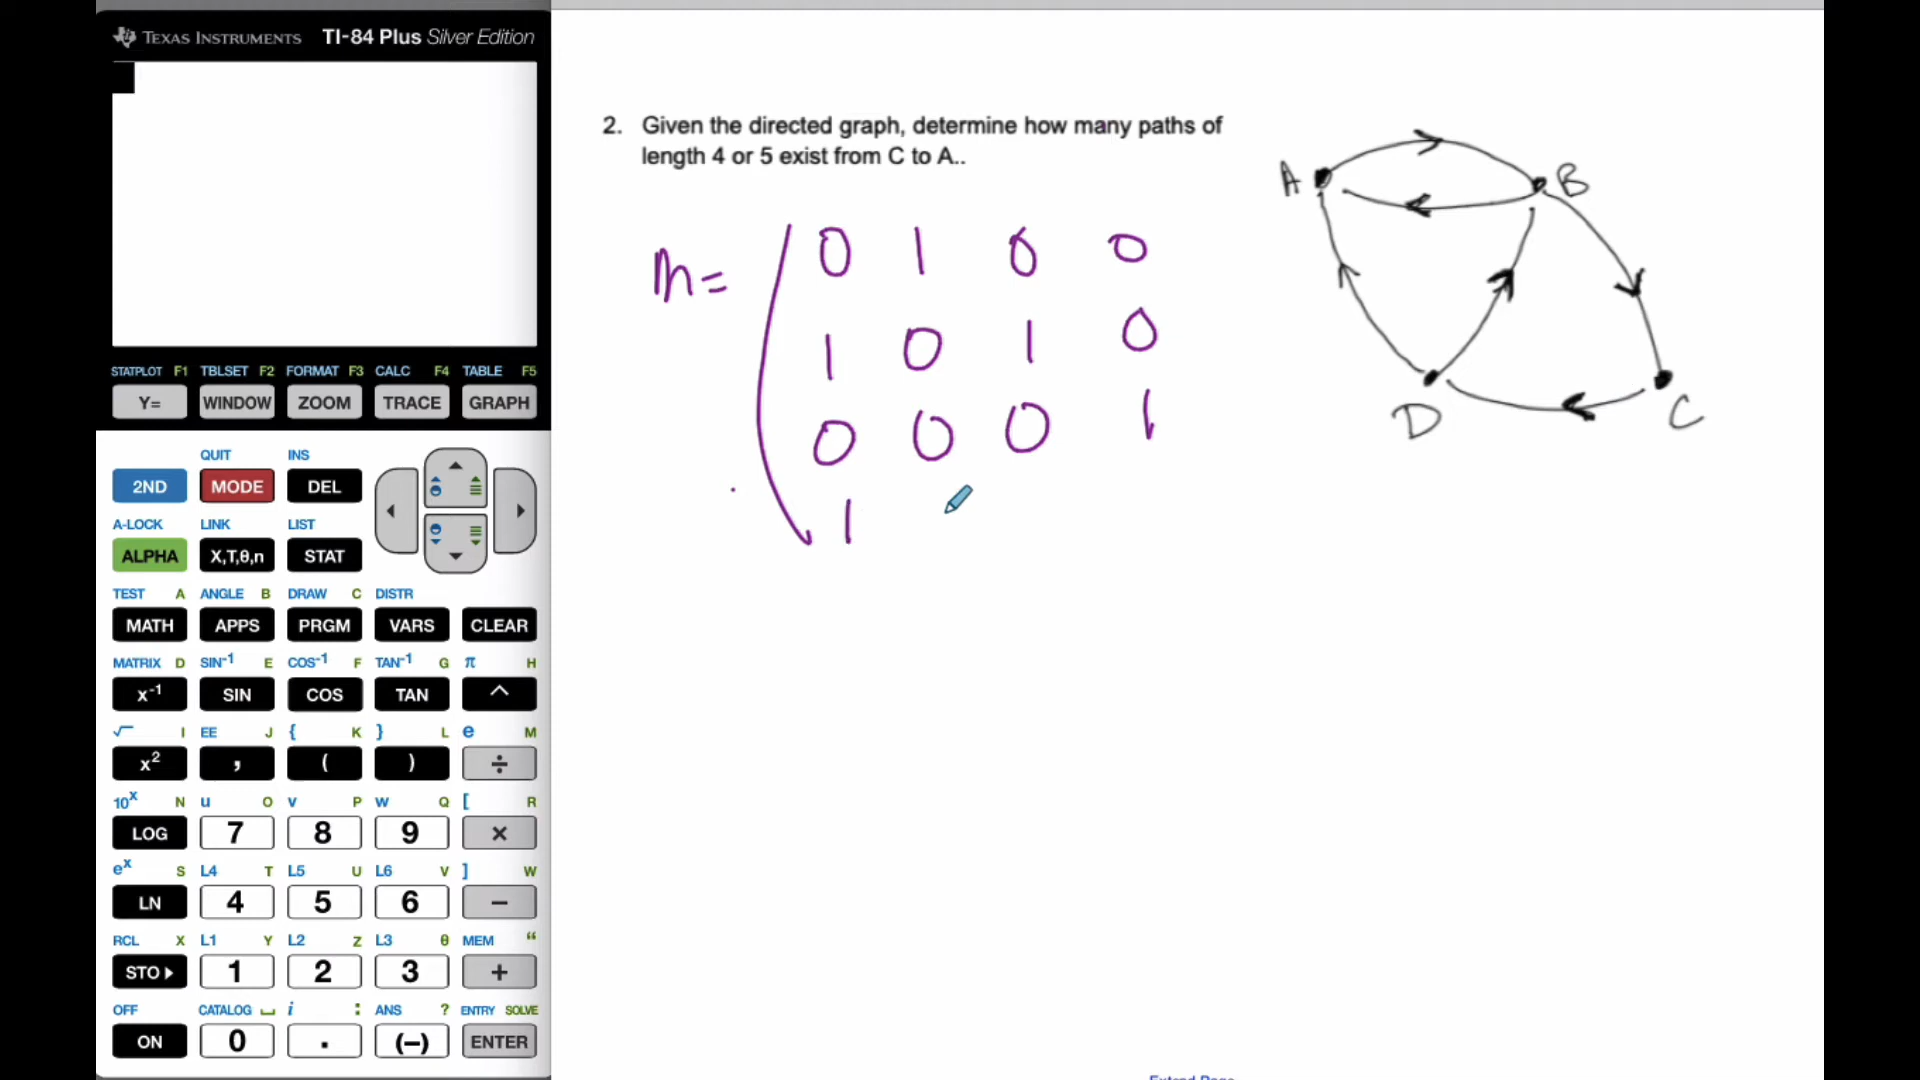 TEXAS INSTRUMENTS TI-84 Plus Silver Edition
STATPLOT F1 TBLSET F2 FORMAT F3 CALC F4 TABLE F5
Y= WINDOW ZOOM TRACE GRAPH
QUIT INS
2ND MODE DEL
A-LOCK LINK LIST
ALPHA X,T,θ,n STAT
TEST A ANGLE B DRAW C DISTR
MATH APPS PRGM VARS CLEAR
MATRIX D SIN⁻¹ E COS⁻¹ F TAN⁻¹ G π H
x⁻¹ SIN COS TAN ^
√ I EE J { K } L e M
x² , ( ) ÷
10ˣ N u O v P w Q [ R
LOG 7 8 9 ×
eˣ S L4 T L5 U L6 V ] W
LN 4 5 6 −
RCL X L1 Y L2 Z L3 θ MEM “
STO▸ 1 2 3 +
OFF CATALOG ␣ i : ANS ? ENTRY SOLVE
ON 0 . (−) ENTER
2. Given the directed graph, determine how many paths of
length 4 or 5 exist from C to A..
M=
0 1 0 0
1 0 1 0
0 0 0 1
1
A B
D C